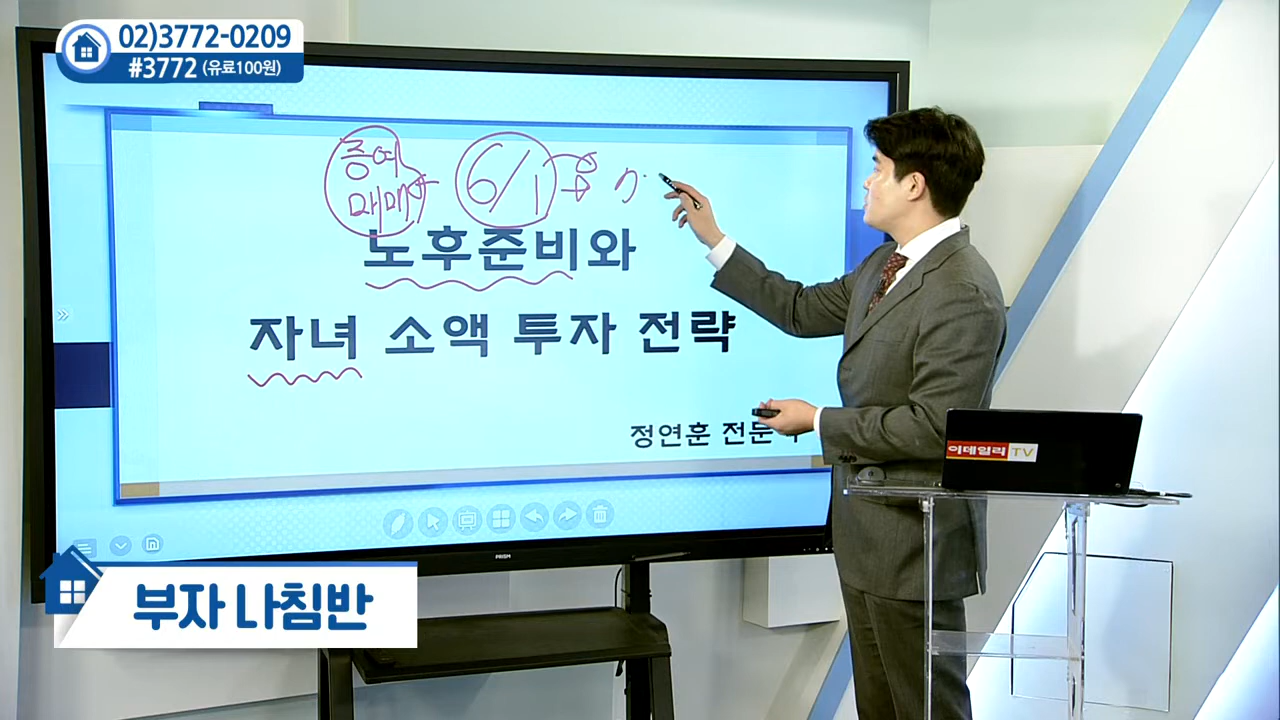 02)3772-0209
#3772 (유료100원)
증여
매매
6/1
노후준비와
자녀 소액 투자 전략
정연훈 전문
이데일리TV
PRISM
부자 나침반